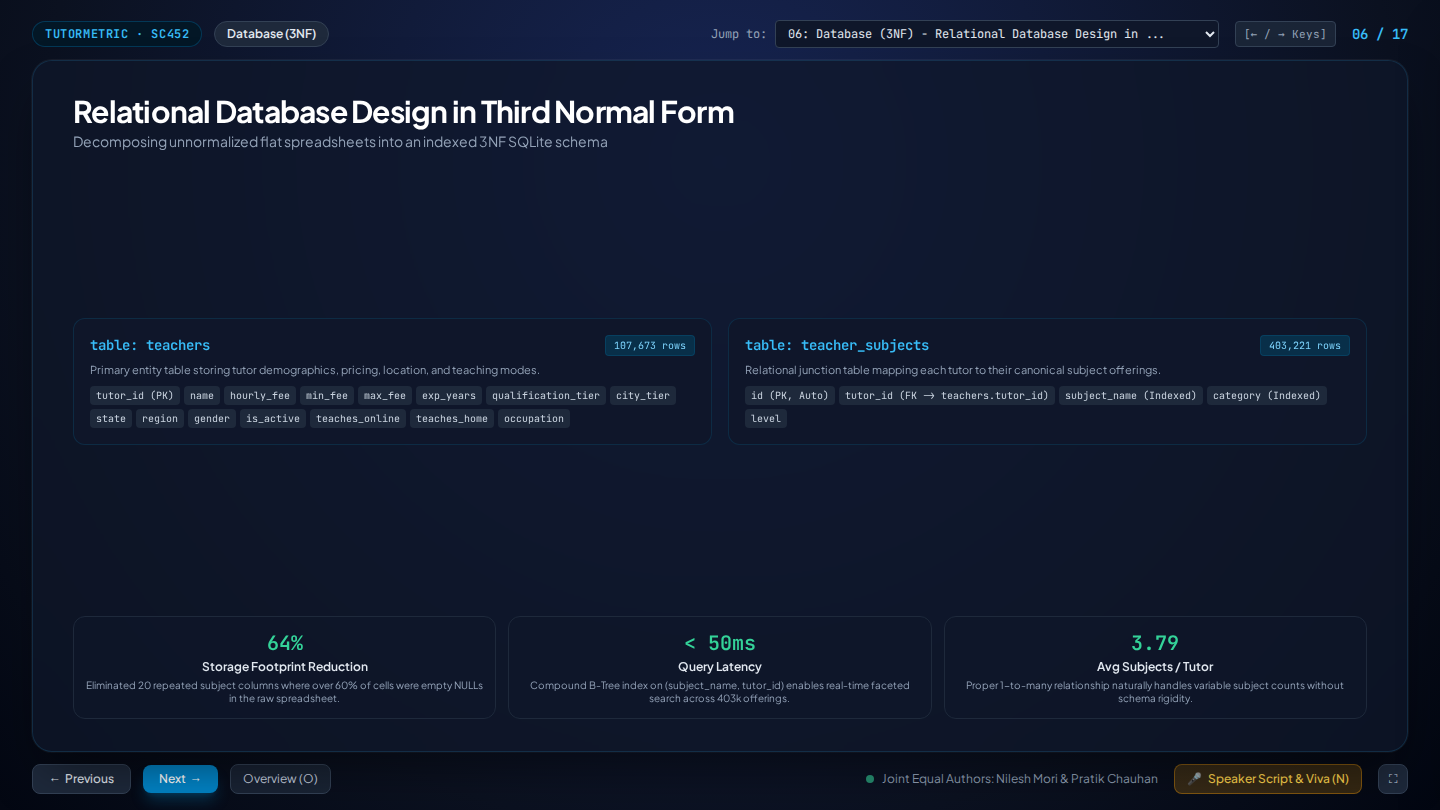 TUTORMETRIC · SC452
Database (3NF)
Jump to:
06: Database (3NF) - Relational Database Design in ...
[← / → Keys]
06 / 17
Relational Database Design in Third Normal Form
Decomposing unnormalized flat spreadsheets into an indexed 3NF SQLite schema
table: teachers
107,673 rows
Primary entity table storing tutor demographics, pricing, location, and teaching modes.
tutor_id (PK) name hourly_fee min_fee max_fee exp_years qualification_tier city_tier
state region gender is_active teaches_online teaches_home occupation
table: teacher_subjects
403,221 rows
Relational junction table mapping each tutor to their canonical subject offerings.
id (PK, Auto) tutor_id (FK → teachers.tutor_id) subject_name (Indexed) category (Indexed)
level
64%
Storage Footprint Reduction
Eliminated 20 repeated subject columns where over 60% of cells were empty NULLs
in the raw spreadsheet.
< 50ms
Query Latency
Compound B-Tree index on (subject_name, tutor_id) enables real-time faceted
search across 403k offerings.
3.79
Avg Subjects / Tutor
Proper 1-to-many relationship naturally handles variable subject counts without
schema rigidity.
← Previous
Next →
Overview (O)
Joint Equal Authors: Nilesh Mori & Pratik Chauhan
🎤 Speaker Script & Viva (N)